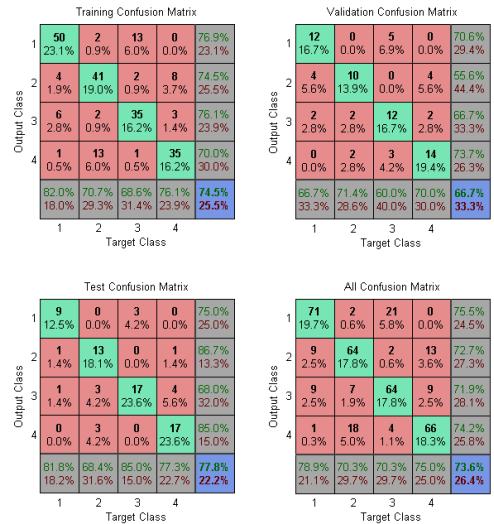 Training Confusion Matrix
Output Class
1
50 2 13 0 76.9%
23.1% 0.9% 6.0% 0.0% 23.1%
2
4 41 2 8 74.5%
1.9% 19.0% 0.9% 3.7% 25.5%
3
6 2 35 3 76.1%
2.8% 0.9% 16.2% 1.4% 23.9%
4
1 13 1 35 70.0%
0.5% 6.0% 0.5% 16.2% 30.0%
82.0% 70.7% 68.6% 76.1% 74.5%
18.0% 29.3% 31.4% 23.9% 25.5%
1 2 3 4
Target Class
Validation Confusion Matrix
Output Class
1
12 0 5 0 70.6%
16.7% 0.0% 6.9% 0.0% 29.4%
2
4 10 0 4 55.6%
5.6% 13.9% 0.0% 5.6% 44.4%
3
2 2 12 2 66.7%
2.8% 2.8% 16.7% 2.8% 33.3%
4
0 2 3 14 73.7%
0.0% 2.8% 4.2% 19.4% 26.3%
66.7% 71.4% 60.0% 70.0% 66.7%
33.3% 28.6% 40.0% 30.0% 33.3%
1 2 3 4
Target Class
Test Confusion Matrix
Output Class
1
9 0 3 0 75.0%
12.5% 0.0% 4.2% 0.0% 25.0%
2
1 13 0 1 86.7%
1.4% 18.1% 0.0% 1.4% 13.3%
3
1 3 17 4 68.0%
1.4% 4.2% 23.6% 5.6% 32.0%
4
0 3 0 17 85.0%
0.0% 4.2% 0.0% 23.6% 15.0%
81.8% 68.4% 85.0% 77.3% 77.8%
18.2% 31.6% 15.0% 22.7% 22.2%
1 2 3 4
Target Class
All Confusion Matrix
Output Class
1
71 2 21 0 75.5%
19.7% 0.6% 5.8% 0.0% 24.5%
2
9 64 2 13 72.7%
2.5% 17.8% 0.6% 3.6% 27.3%
3
9 7 64 9 71.9%
2.5% 1.9% 17.8% 2.5% 28.1%
4
1 18 4 66 74.2%
0.3% 5.0% 1.1% 18.3% 25.8%
78.9% 70.3% 70.3% 75.0% 73.6%
21.1% 29.7% 29.7% 25.0% 26.4%
1 2 3 4
Target Class